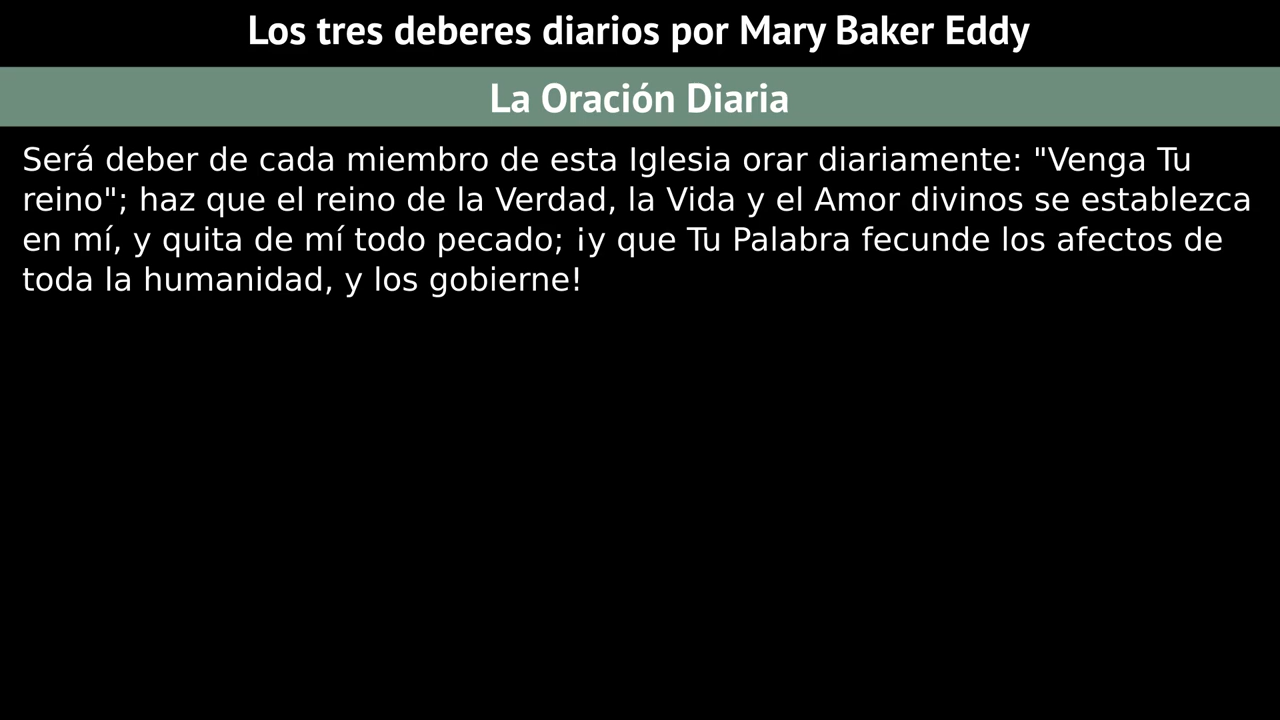 Los tres deberes diarios por Mary Baker Eddy
La Oración Diaria
Será deber de cada miembro de esta Iglesia orar diariamente: "Venga Tu
reino"; haz que el reino de la Verdad, la Vida y el Amor divinos se establezca
en mí, y quita de mí todo pecado; ¡y que Tu Palabra fecunde los afectos de
toda la humanidad, y los gobierne!